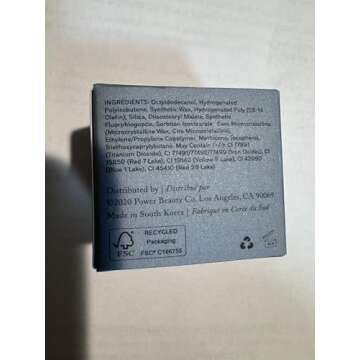 INGREDIENTS: Octyldodecanol, Hydrogenated
Polyisobutene, Synthetic Wax, Hydrogenated Poly (C6-14
Olefin), Silica, Diisostearyl Malate, Synthetic
Fluorphlogopite, Sorbitan Isostearate, Cera Microcristallina
(Microcrystalline Wax, Cire Microcristalline),
Ethylene/Propylene Copolymer, Methicone, Tocopherol,
Triethoxycaprylylsilane. May Contain (+/-): CI 77891
(Titanium Dioxide), CI 77491/77492/77499 (Iron Oxides), CI
15850 (Red 7 Lake), CI 19140 (Yellow 5 Lake), CI 42090
(Blue 1 Lake), CI 45410 (Red 28 Lake)
Distributed by | Distribué par
©2020 Power Beauty Co. Los Angeles, CA 90069
Made in South Korea | Fabriqué en Corée du Sud
FSC
RECYCLED
Packaging
FSC® C166755